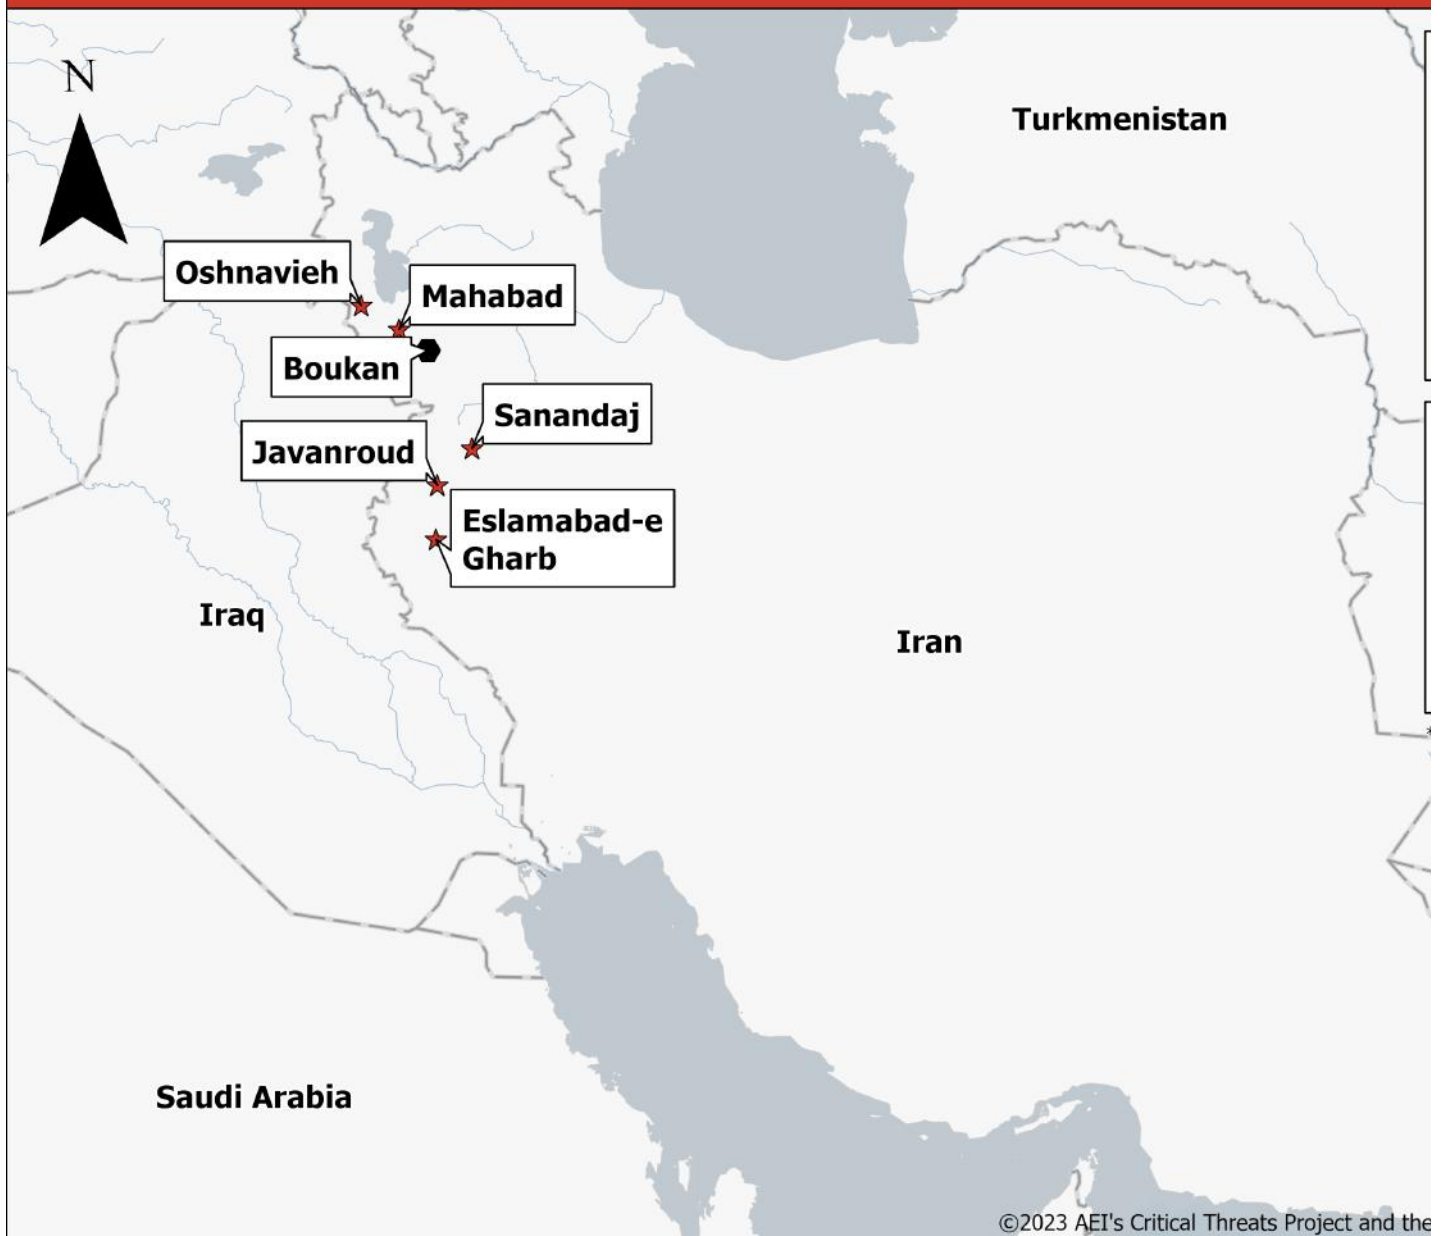 N
Turkmenistan
Oshnavieh
Mahabad
Boukan
Sanandaj
Javanroud
Eslamabad-e
Gharb
Iraq
Iran
*
Saudi Arabia
©2023 AEI's Critical Threats Project and the